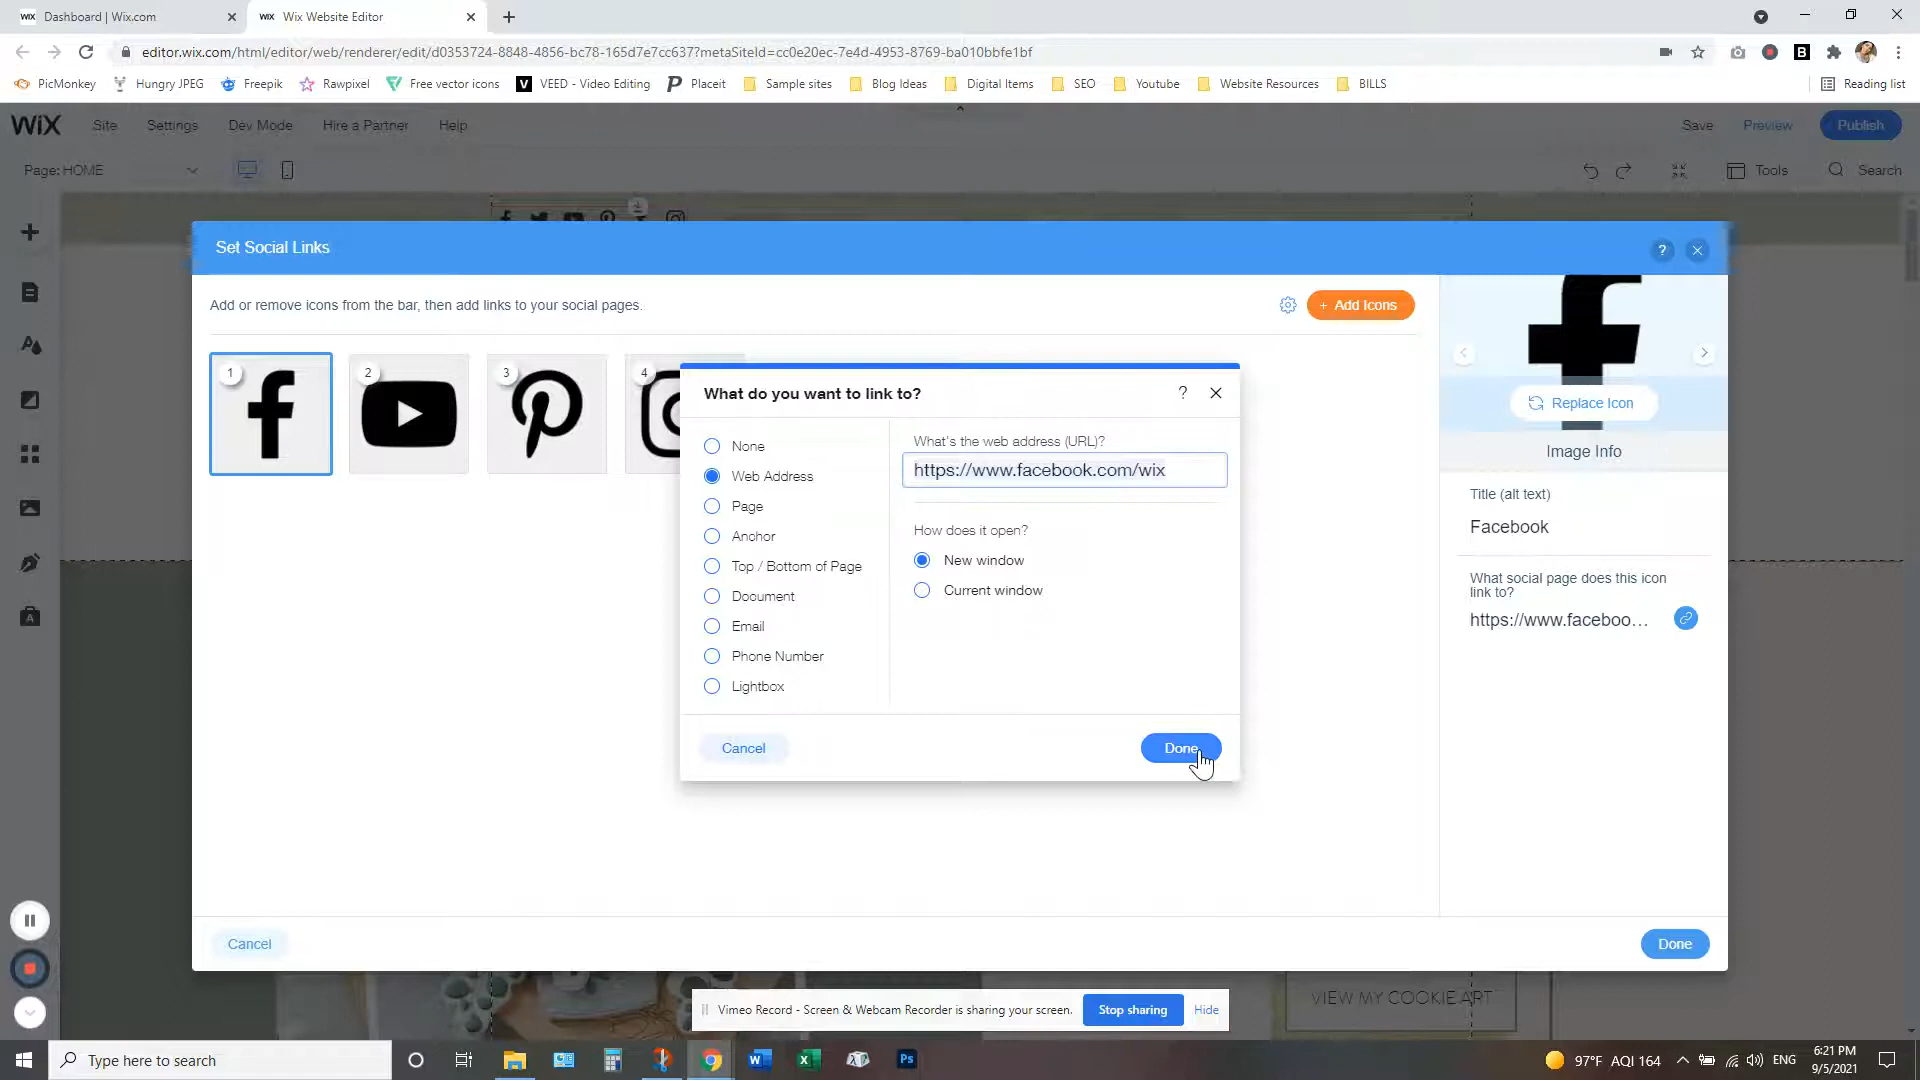 WIX Dashboard | Wix.com
WIX Wix Website Editor
editor.wix.com/html/editor/web/renderer/edit/d0353724-8848-4856-bc78-165d7e7cc637?metaSiteId=cc0e20ec-7e4d-4953-8769-ba010bbfe1bf
PicMonkey Hungry JPEG Freepik Rawpixel Free vector icons VEED - Video Editing Placeit Sample sites Blog Ideas Digital Items SEO Youtube Website Resources BILLS Reading list
WIX Site Settings Dev Mode Hire a Partner Help Save Preview Publish
Page: HOME Tools Search
Set Social Links ?
Add or remove icons from the bar, then add links to your social pages.
+ Add Icons
1 2 3 4
Replace Icon
Image Info
Title (alt text)
Facebook
What social page does this icon
link to?
https://www.faceboo...
What do you want to link to? ?
None
Web Address
Page
Anchor
Top / Bottom of Page
Document
Email
Phone Number
Lightbox
What's the web address (URL)?
https://www.facebook.com/wix
How does it open?
New window
Current window
Cancel Done
Cancel Done
VIEW MY COOKIE ART
Vimeo Record - Screen & Webcam Recorder is sharing your screen. Stop sharing Hide
Type here to search
97°F AQI 164 ENG
6:21 PM
9/5/2021